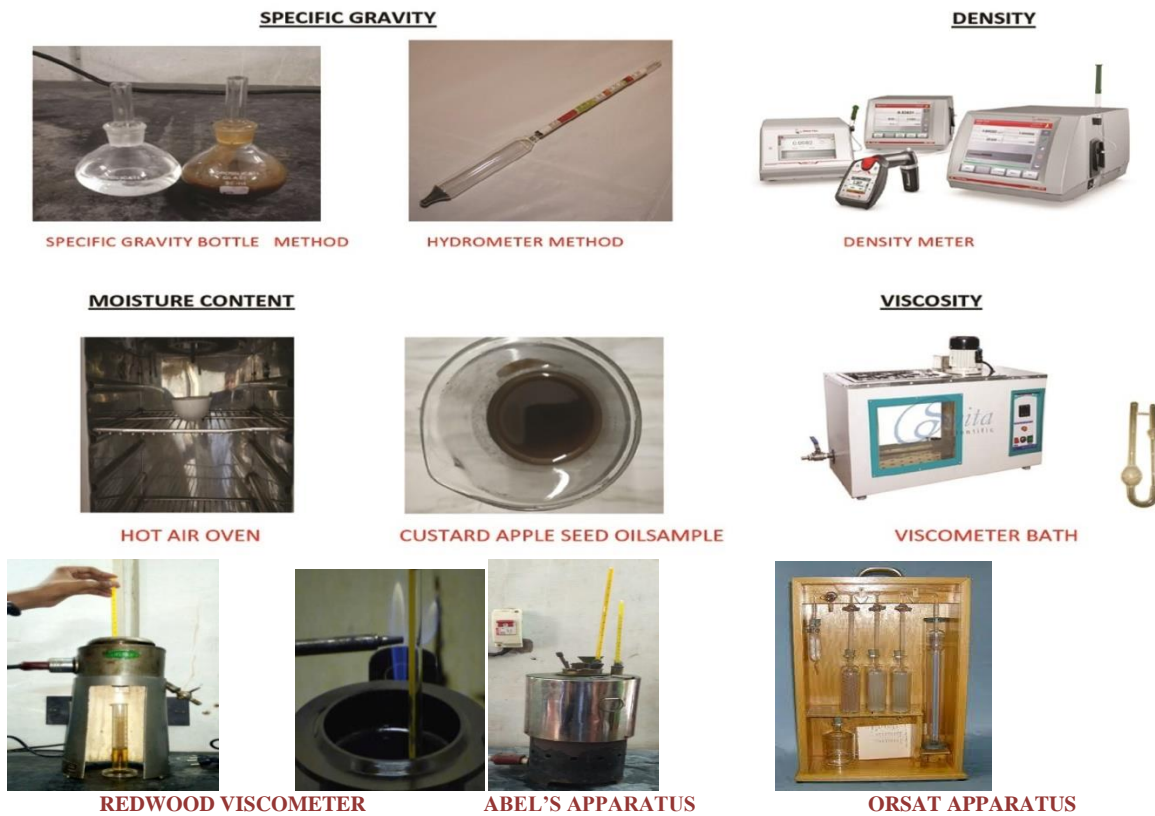 SPECIFIC GRAVITY
DENSITY
SPECIFIC GRAVITY BOTTLE METHOD
HYDROMETER METHOD
DENSITY METER
MOISTURE CONTENT
VISCOSITY
HOT AIR OVEN
CUSTARD APPLE SEED OILSAMPLE
VISCOMETER BATH
REDWOOD VISCOMETER
ABEL'S APPARATUS
ORSAT APPARATUS